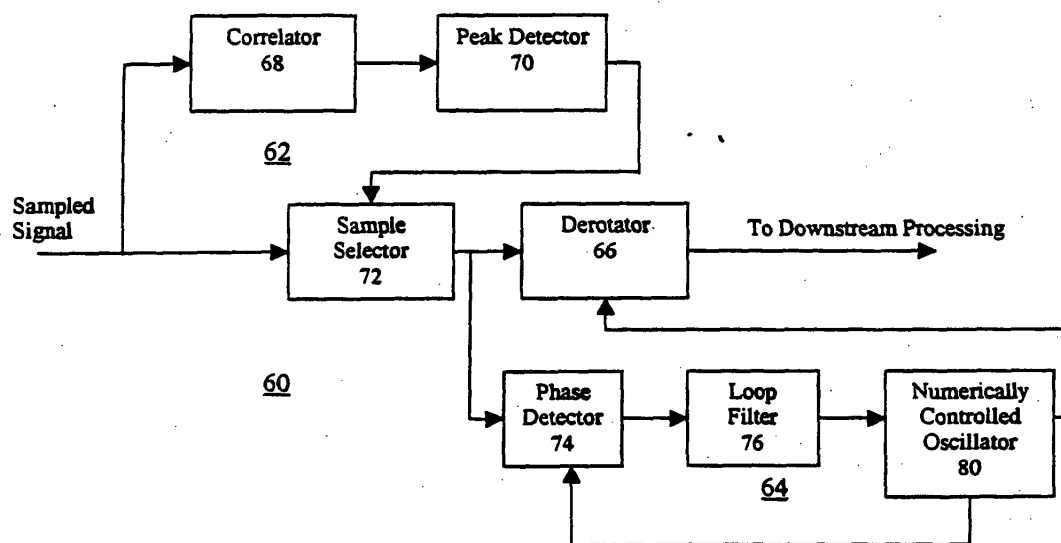 Correlator
68
Peak Detector
70
62
Sampled
Signal
Sample
Selector
72
Derotator
66
To Downstream Processing
60
Phase
Detector
74
Loop
Filter
76
Numerically
Controlled
Oscillator
80
64